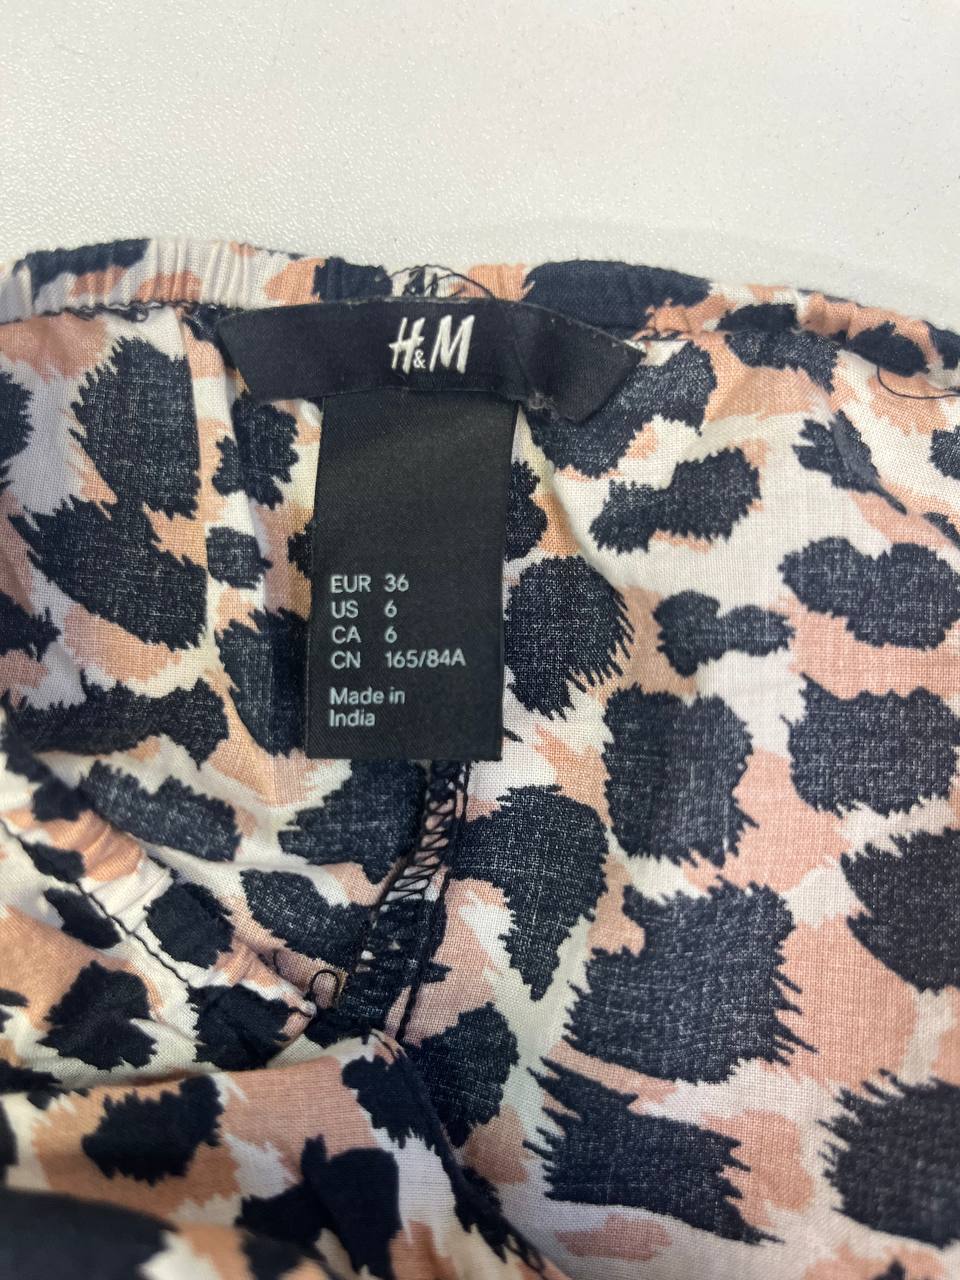 H&M
EUR 36
US 6
CA 6
CN 165/84A
Made in
India